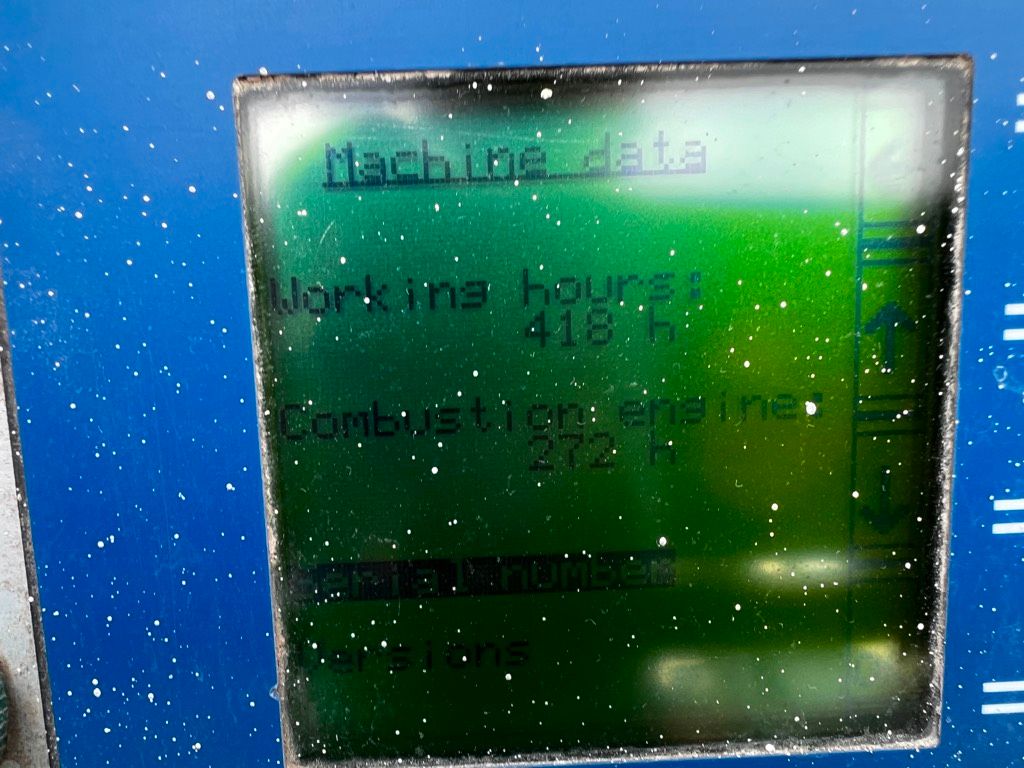 Machine data
Working hours:
418 h
Combustion engine:
272 h
Serial number
Versions